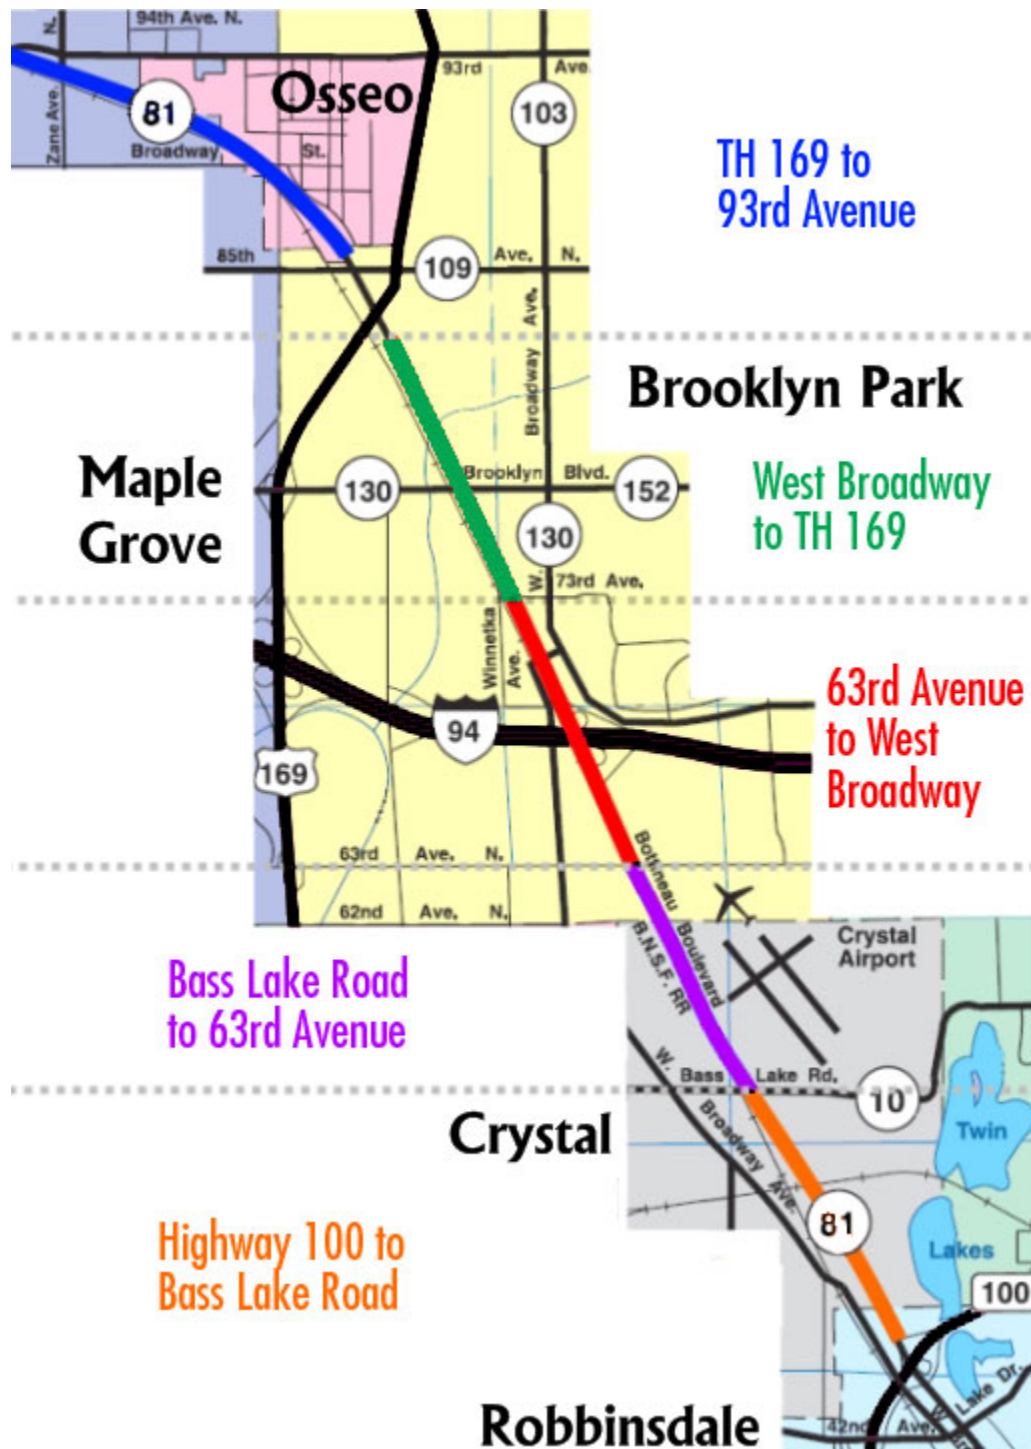 94th Ave. N.
N.
93rd
Ave.
Osseo
81
103
Zane Ave.
Broadway
St.
TH 169 to
93rd Avenue
85th
109
Ave.
N.
Broadway Ave.
Brooklyn Park
Maple
Grove
Brooklyn Blvd.
130
152
West Broadway
to TH 169
130
W.
73rd Ave.
Winnetka
Ave.
63rd Avenue
to West
Broadway
94
169
63rd Ave. N.
Bottineau Boulevard
62nd Ave. N.
B.N.S.F. RR
Crystal
Airport
Bass Lake Road
to 63rd Avenue
W. Broadway Ave.
Bass Lake Rd.
10
Crystal
Twin
81
Highway 100 to
Bass Lake Road
Lakes
100
Lake Dr.
42nd Ave.
W.
Robbinsdale